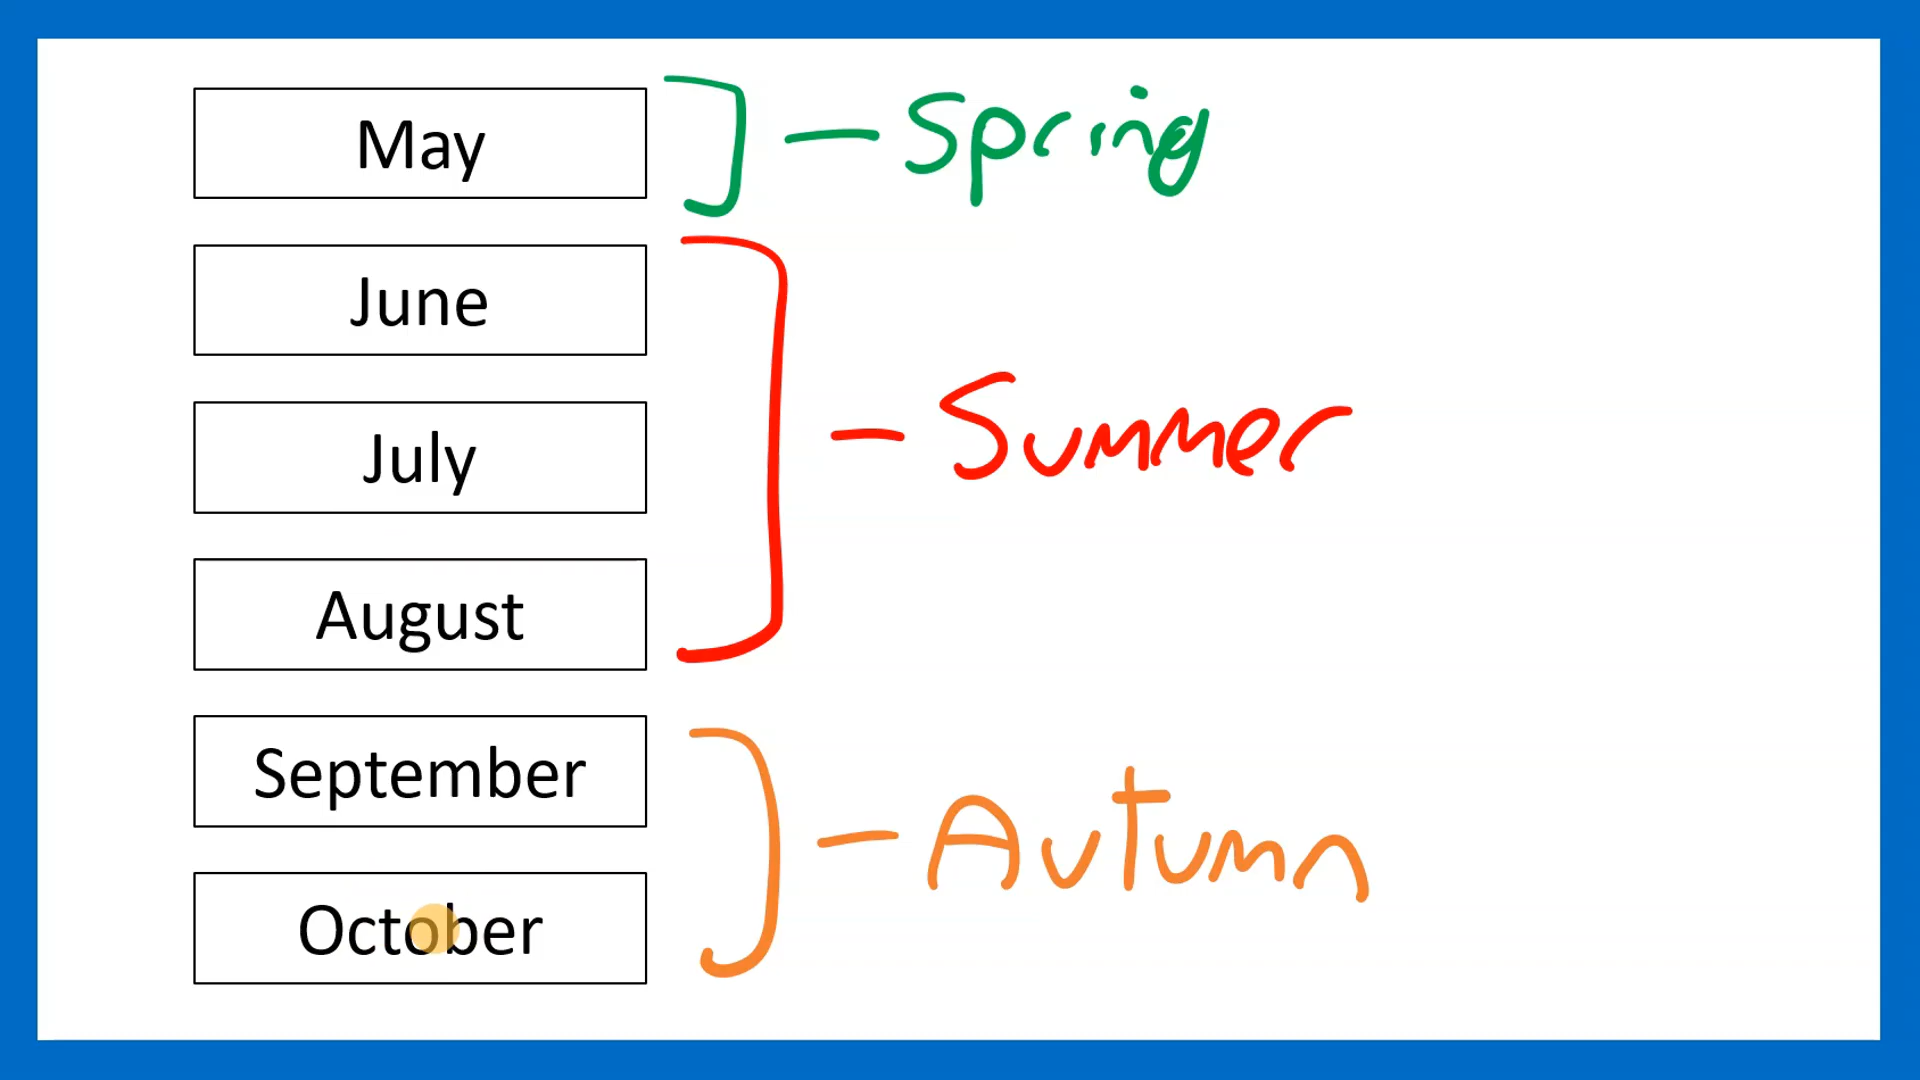 May
- Spring
June
July
- Summer
August
September
- Autumn
October